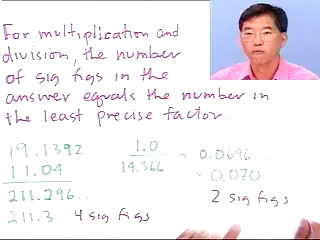 For multiplication and
division, the number
of sig figs in the
answer equals the number in
the least precise factor.
19.1392
11.04
211.296..
211.3 4 sig figs
1.0
14.366
= 0.0696..
= 0.070
2 sig figs